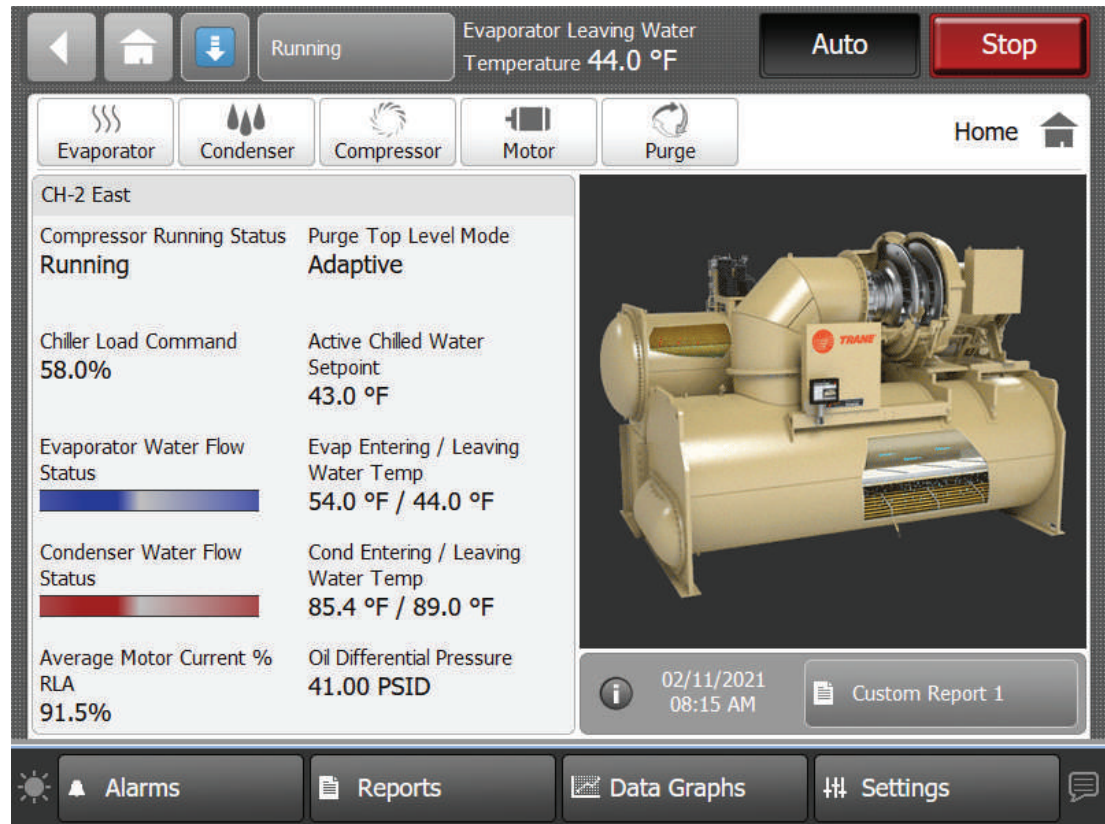 Running
Evaporator Leaving Water
Temperature 44.0 °F
Auto
Stop
Evaporator
Condenser
Compressor
Motor
Purge
Home
CH-2 East
Compressor Running Status
Running
Purge Top Level Mode
Adaptive
Chiller Load Command
58.0%
Active Chilled Water
Setpoint
43.0 °F
Evaporator Water Flow
Status
Evap Entering / Leaving
Water Temp
54.0 °F / 44.0 °F
Condenser Water Flow
Status
Cond Entering / Leaving
Water Temp
85.4 °F / 89.0 °F
Average Motor Current %
RLA
91.5%
Oil Differential Pressure
41.00 PSID
TRANE
02/11/2021
08:15 AM
Custom Report 1
Alarms
Reports
Data Graphs
Settings